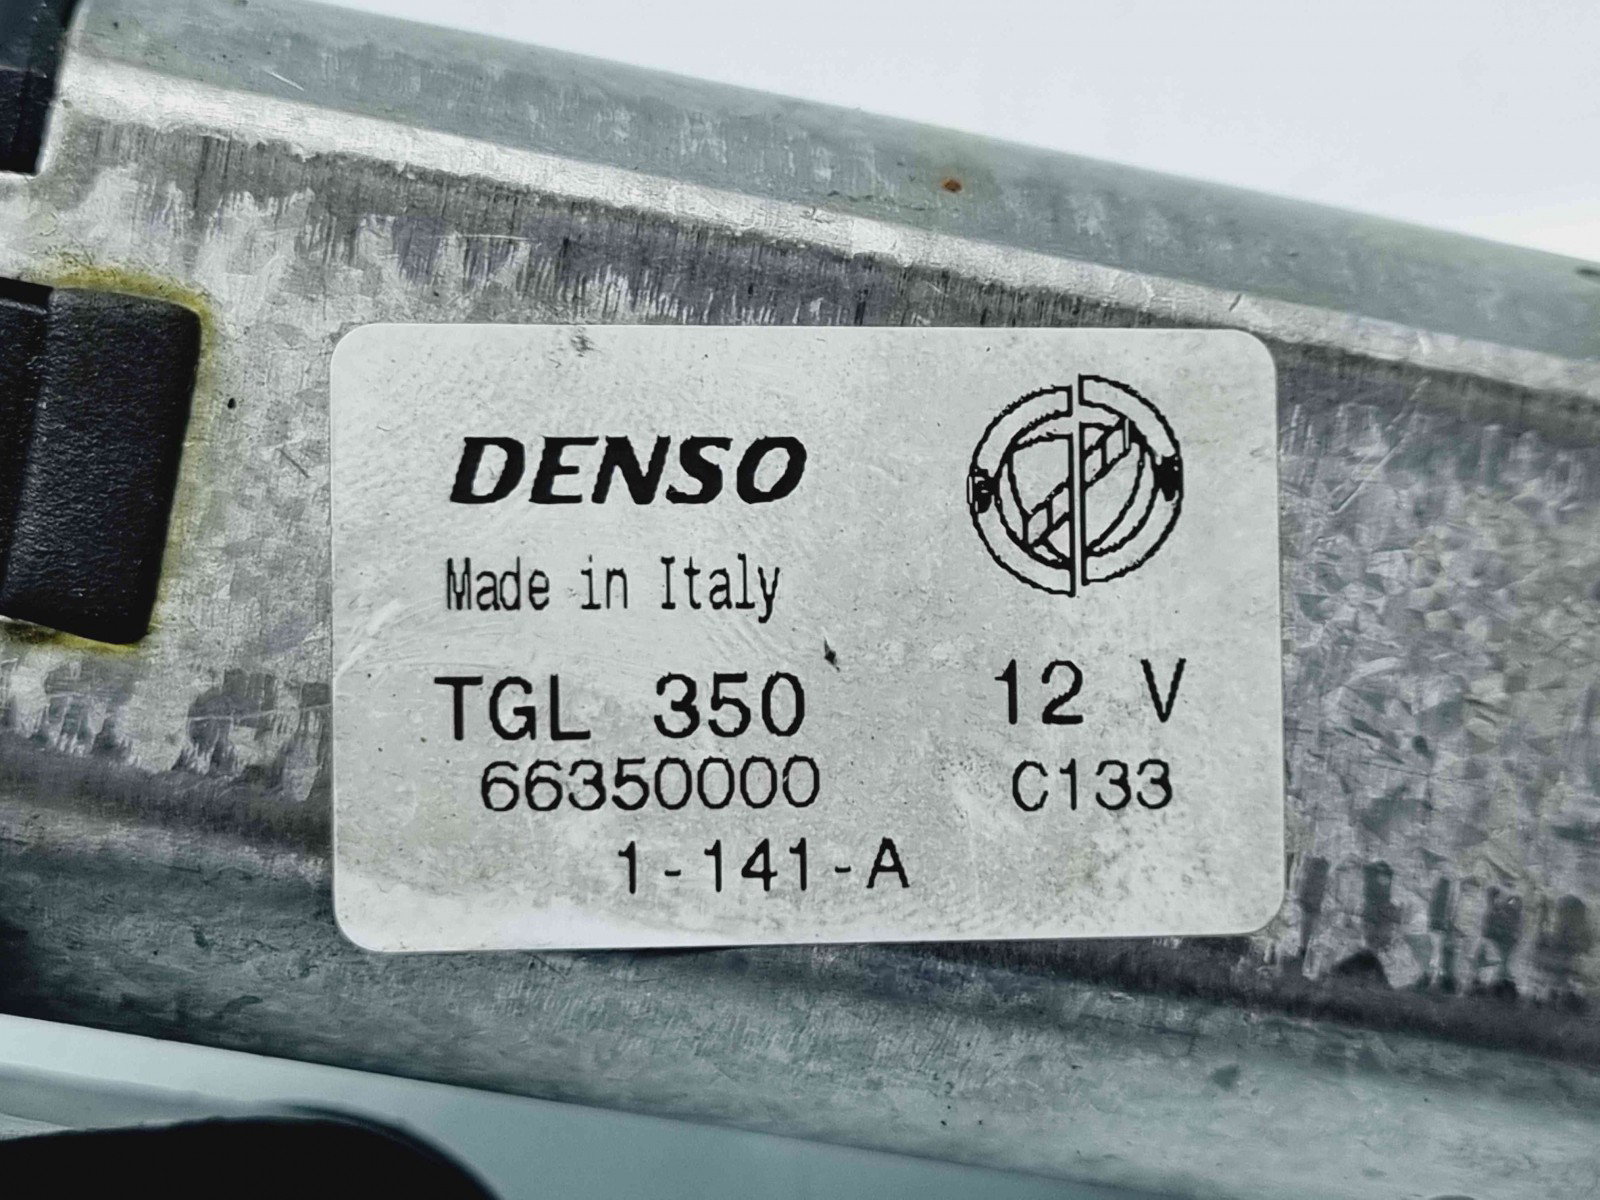 DENSO
Made in Italy
TGL 350 12 V
66350000 C133
1-141-A